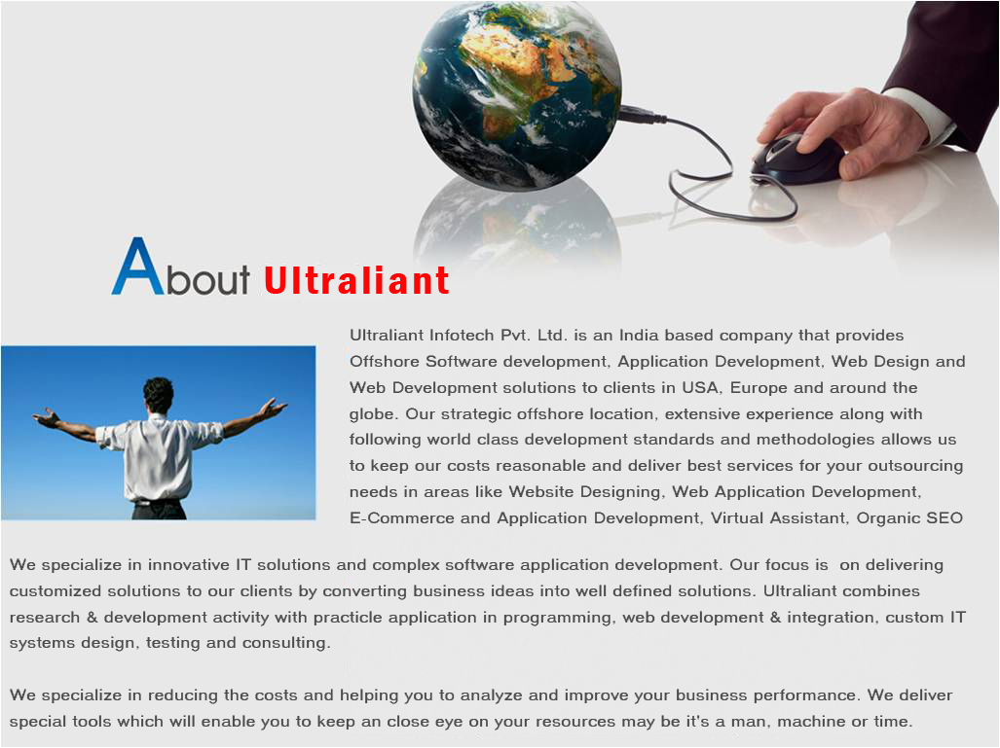 About Ultraliant
Ultraliant Infotech Pvt. Ltd. is an India based company that provides
Offshore Software development, Application Development, Web Design and
Web Development solutions to clients in USA, Europe and around the
globe. Our strategic offshore location, extensive experience along with
following world class development standards and methodologies allows us
to keep our costs reasonable and deliver best services for your outsourcing
needs in areas like Website Designing, Web Application Development,
E-Commerce and Application Development, Virtual Assistant, Organic SEO
We specialize in innovative IT solutions and complex software application development. Our focus is  on delivering
customized solutions to our clients by converting business ideas into well defined solutions. Ultraliant combines
research & development activity with practicle application in programming, web development & integration, custom IT
systems design, testing and consulting.
We specialize in reducing the costs and helping you to analyze and improve your business performance. We deliver
special tools which will enable you to keep an close eye on your resources may be it's a man, machine or time.